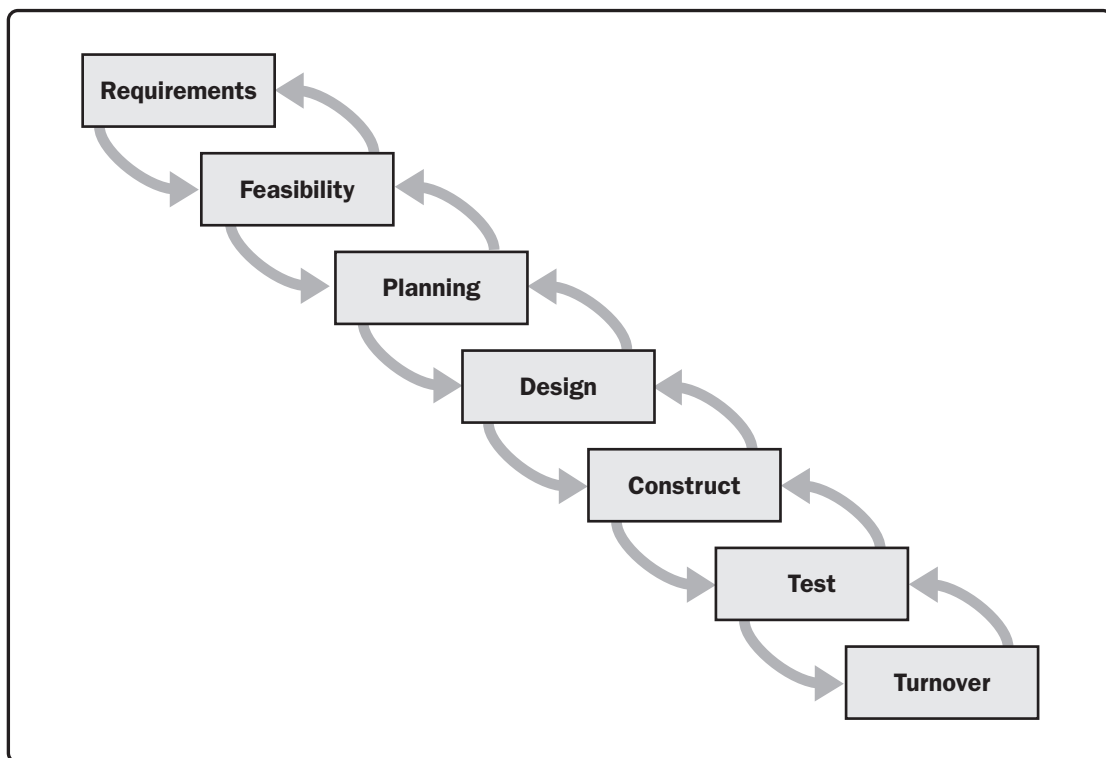 Requirements
Feasibility
Planning
Design
Construct
Test
Turnover